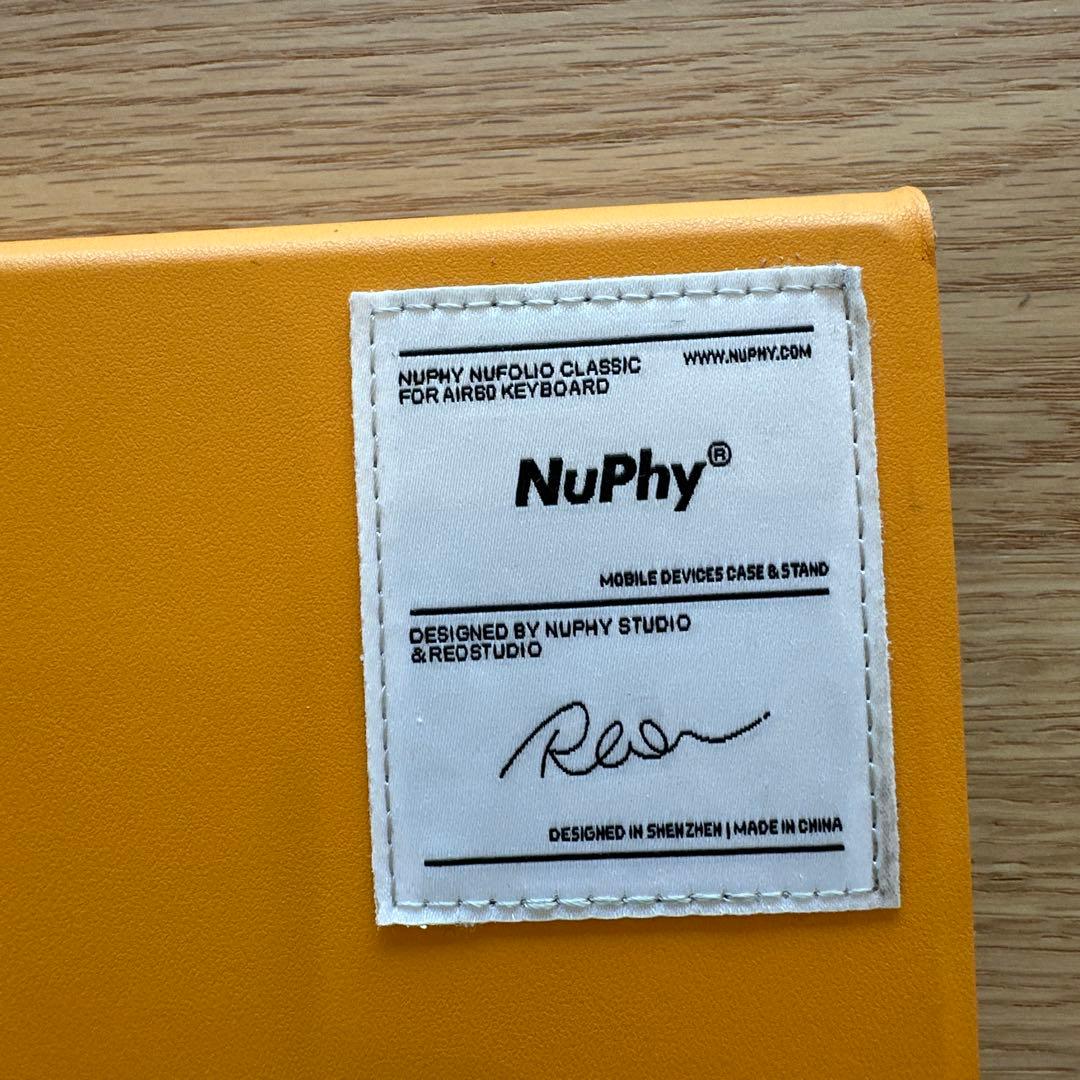 NUPHY NUFOLIO CLASSIC
FOR AIR60 KEYBOARD
WWW.NUPHY.COM
NuPhy®
MOBILE DEVICES CASE & STAND
DESIGNED BY NUPHY STUDIO
&REDSTUDIO
DESIGNED IN SHENZHEN | MADE IN CHINA